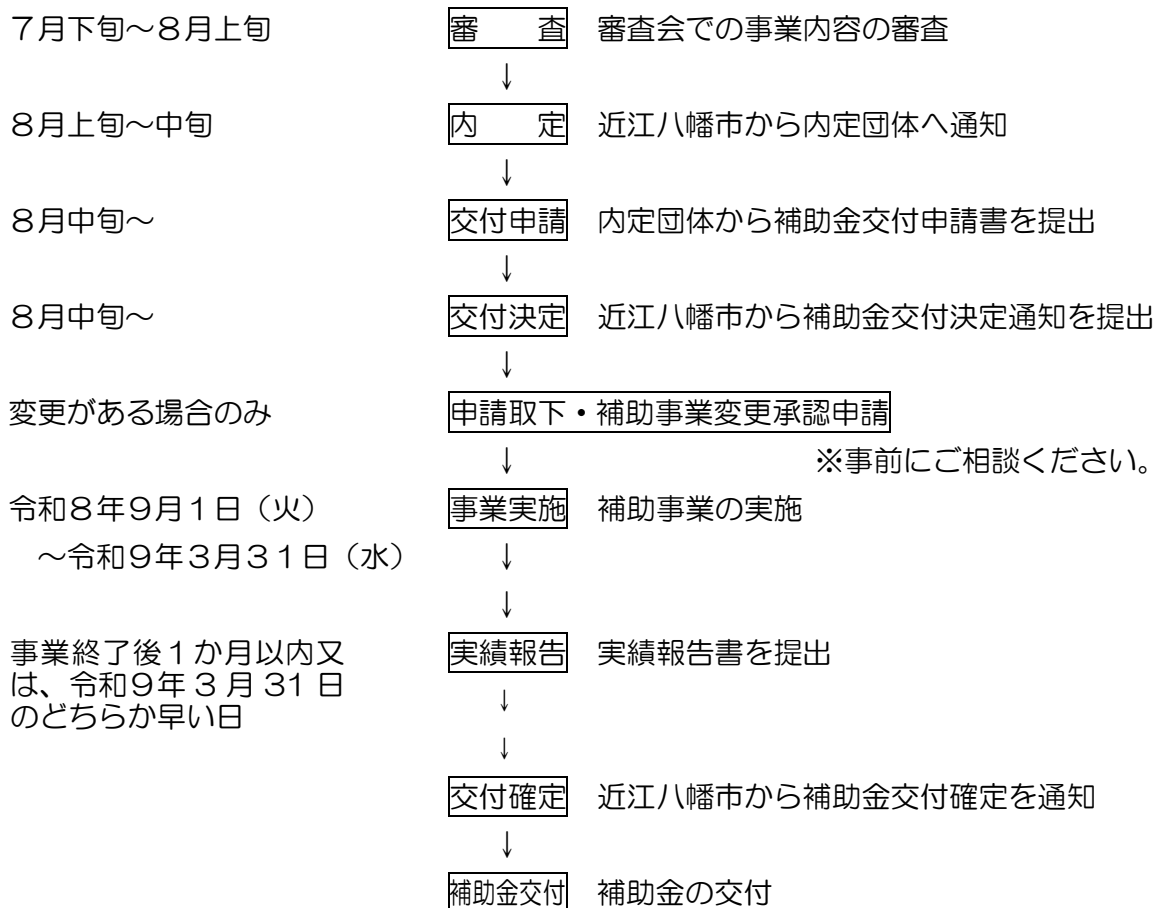 ７月下旬～８月上旬　審　　査　審査会での事業内容の審査
↓
８月上旬～中旬　内　　定　近江八幡市から内定団体へ通知
↓
８月中旬～　交付申請　内定団体から補助金交付申請書を提出
↓
８月中旬～　交付決定　近江八幡市から補助金交付決定通知を提出
↓
変更がある場合のみ　申請取下・補助事業変更承認申請
↓　※事前にご相談ください。
令和８年９月１日（火）　事業実施　補助事業の実施
～令和９年３月３１日（水）　↓
↓
事業終了後１か月以内又　実績報告　実績報告書を提出
は、令和９年３月 31 日　↓
のどちらか早い日
↓
交付確定　近江八幡市から補助金交付確定を通知
↓
補助金交付　補助金の交付